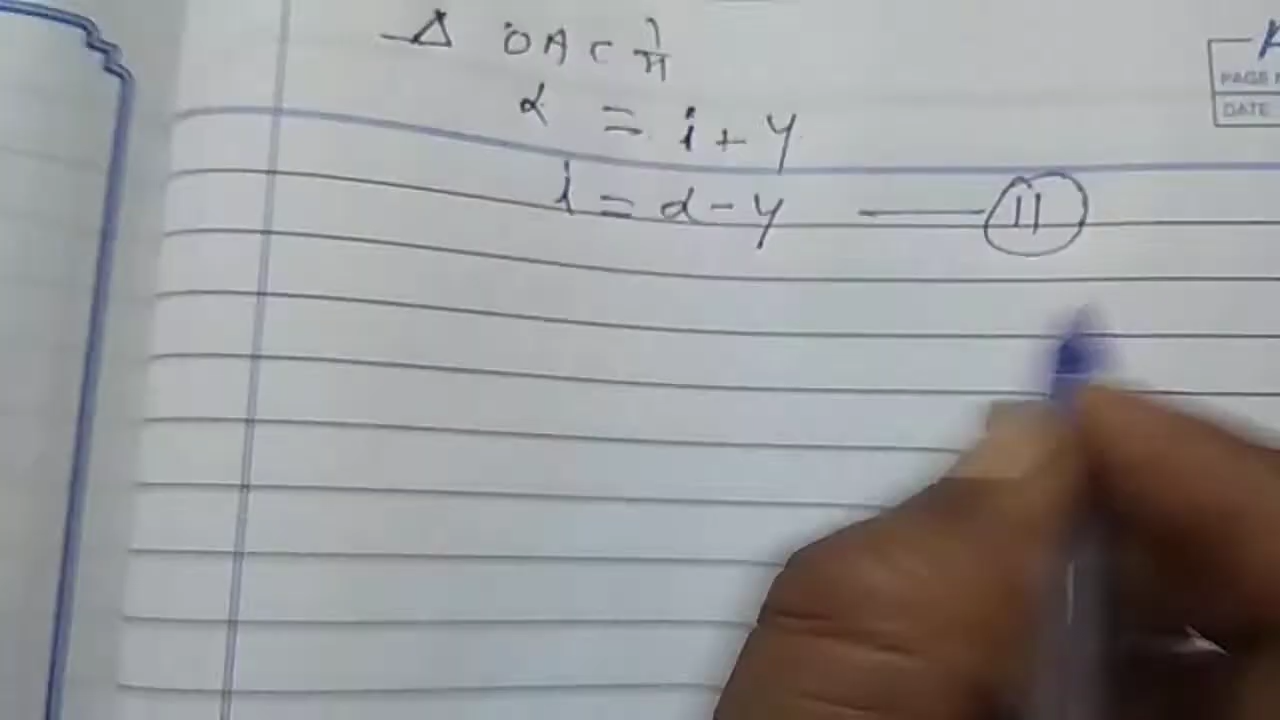 Δ OAC में
α = i + y
i = α - y —— (11)
PAGE
DATE